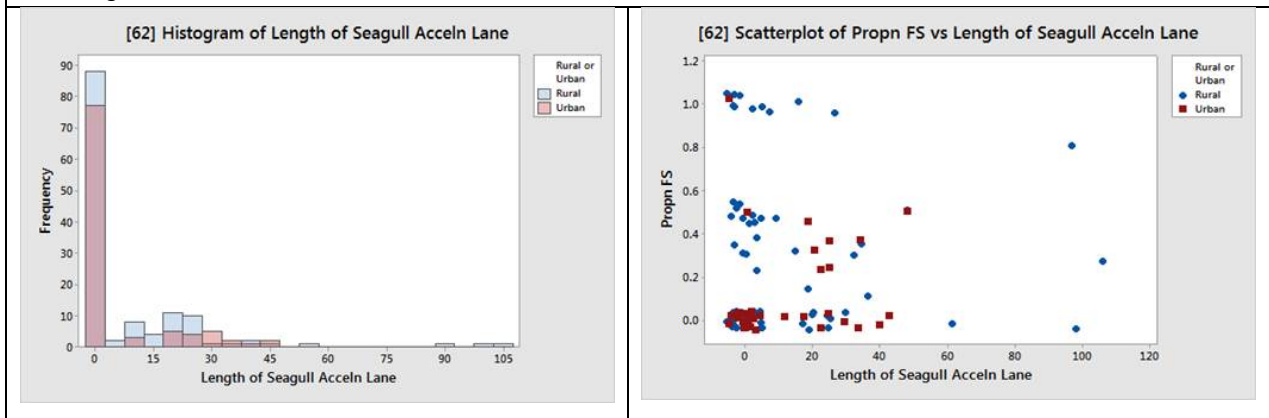 [62] Histogram of Length of Seagull Acceln Lane
Rural or
Urban
Rural
Urban
Frequency
90
80
70
60
50
40
30
20
10
0
0 15 30 45 60 75 90 105
Length of Seagull Acceln Lane
[62] Scatterplot of Propn FS vs Length of Seagull Acceln Lane
Rural or
Urban
Rural
Urban
Propn FS
1.2
1.0
0.8
0.6
0.4
0.2
0.0
0 20 40 60 80 100 120
Length of Seagull Acceln Lane